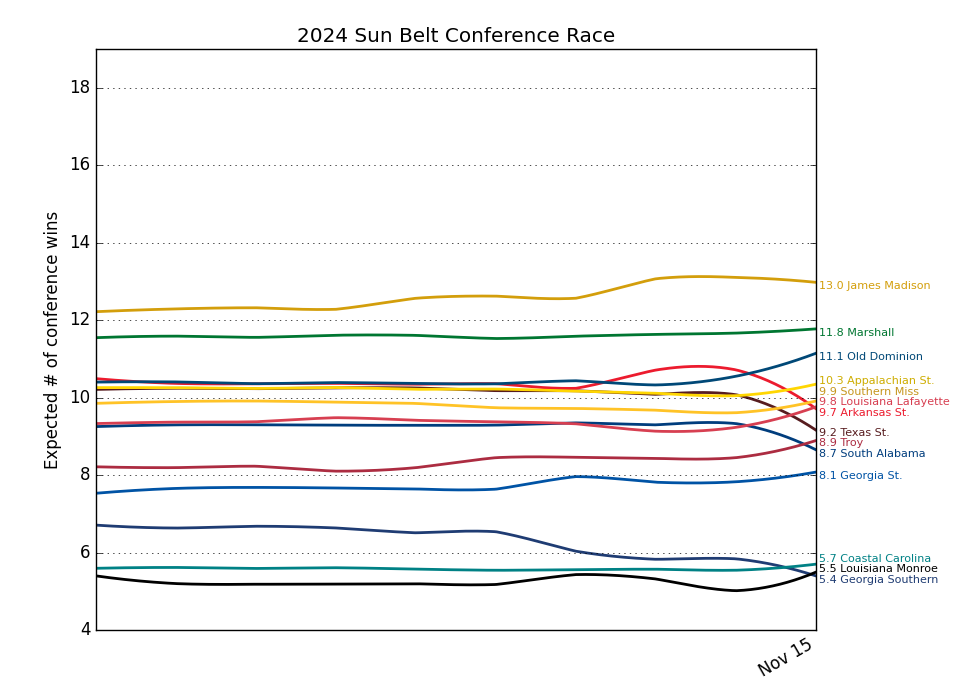 2024 Sun Belt Conference Race
Expected # of conference wins
18
16
14
12
10
8
6
4
13.0 James Madison
11.8 Marshall
11.1 Old Dominion
10.3 Appalachian St.
9.9 Southern Miss
9.8 Louisiana Lafayette
9.7 Arkansas St.
9.2 Texas St.
8.9 Troy
8.7 South Alabama
8.1 Georgia St.
5.7 Coastal Carolina
5.5 Louisiana Monroe
5.4 Georgia Southern
Nov 15